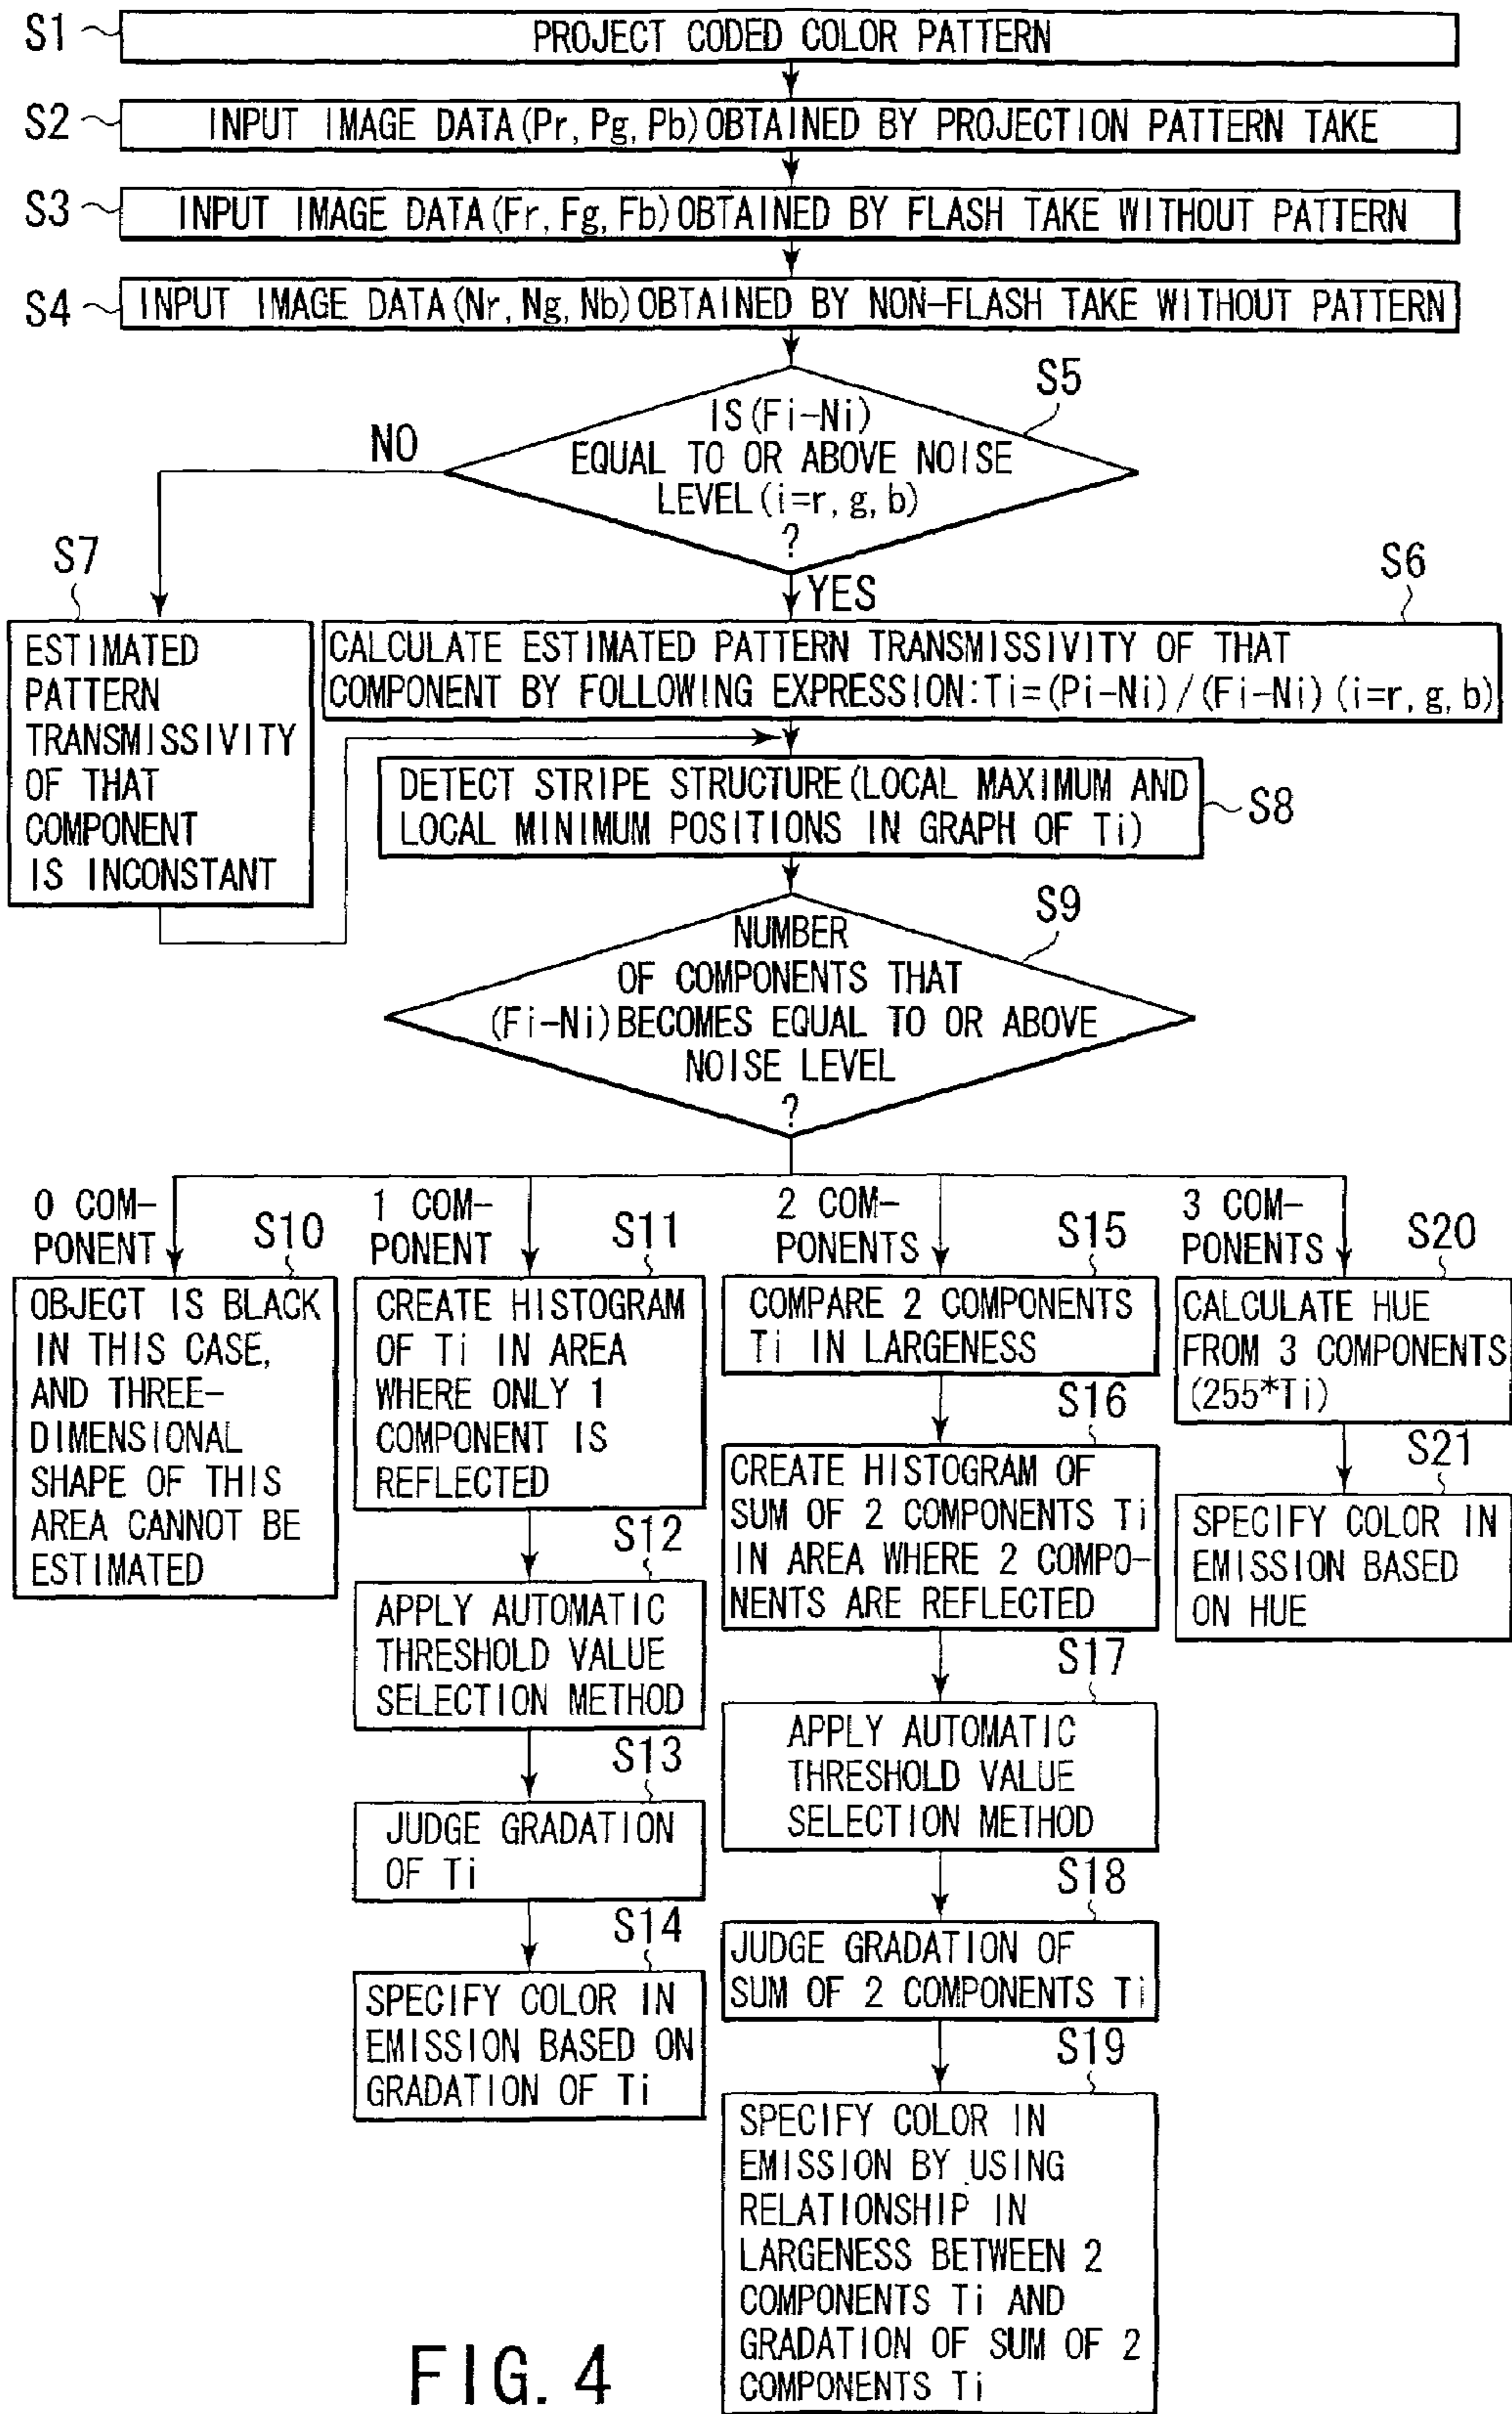 S1
PROJECT CODED COLOR PATTERN
S2
INPUT IMAGE DATA(Pr, Pg, Pb)OBTAINED BY PROJECTION PATTERN TAKE
S3
INPUT IMAGE DATA(Fr, Fg, Fb)OBTAINED BY FLASH TAKE WITHOUT PATTERN
S4
INPUT IMAGE DATA(Nr, Ng, Nb)OBTAINED BY NON-FLASH TAKE WITHOUT PATTERN
S5
IS(Fi-Ni)
EQUAL TO OR ABOVE NOISE
LEVEL(i=r, g, b)
?
NO
YES
S7
ESTIMATED
PATTERN
TRANSMISSIVITY
OF THAT
COMPONENT
IS INCONSTANT
S6
CALCULATE ESTIMATED PATTERN TRANSMISSIVITY OF THAT
COMPONENT BY FOLLOWING EXPRESSION:Ti=(Pi-Ni)/(Fi-Ni)(i=r, g, b)
DETECT STRIPE STRUCTURE(LOCAL MAXIMUM AND
LOCAL MINIMUM POSITIONS IN GRAPH OF Ti)
S8
S9
NUMBER
OF COMPONENTS THAT
(Fi-Ni)BECOMES EQUAL TO OR ABOVE
NOISE LEVEL
?
0 COM-
PONENT
S10
OBJECT IS BLACK
IN THIS CASE,
AND THREE-
DIMENSIONAL
SHAPE OF THIS
AREA CANNOT BE
ESTIMATED
1 COM-
PONENT
S11
CREATE HISTOGRAM
OF Ti IN AREA
WHERE ONLY 1
COMPONENT IS
REFLECTED
S12
APPLY AUTOMATIC
THRESHOLD VALUE
SELECTION METHOD
S13
JUDGE GRADATION
OF Ti
S14
SPECIFY COLOR IN
EMISSION BASED ON
GRADATION OF Ti
2 COM-
PONENTS
S15
COMPARE 2 COMPONENTS
Ti IN LARGENESS
S16
CREATE HISTOGRAM OF
SUM OF 2 COMPONENTS Ti
IN AREA WHERE 2 COMPO-
NENTS ARE REFLECTED
S17
APPLY AUTOMATIC
THRESHOLD VALUE
SELECTION METHOD
S18
JUDGE GRADATION OF
SUM OF 2 COMPONENTS Ti
S19
SPECIFY COLOR IN
EMISSION BY USING
RELATIONSHIP IN
LARGENESS BETWEEN 2
COMPONENTS Ti AND
GRADATION OF SUM OF 2
COMPONENTS Ti
3 COM-
PONENTS
S20
CALCULATE HUE
FROM 3 COMPONENTS
(255*Ti)
S21
SPECIFY COLOR IN
EMISSION BASED
ON HUE
FIG. 4